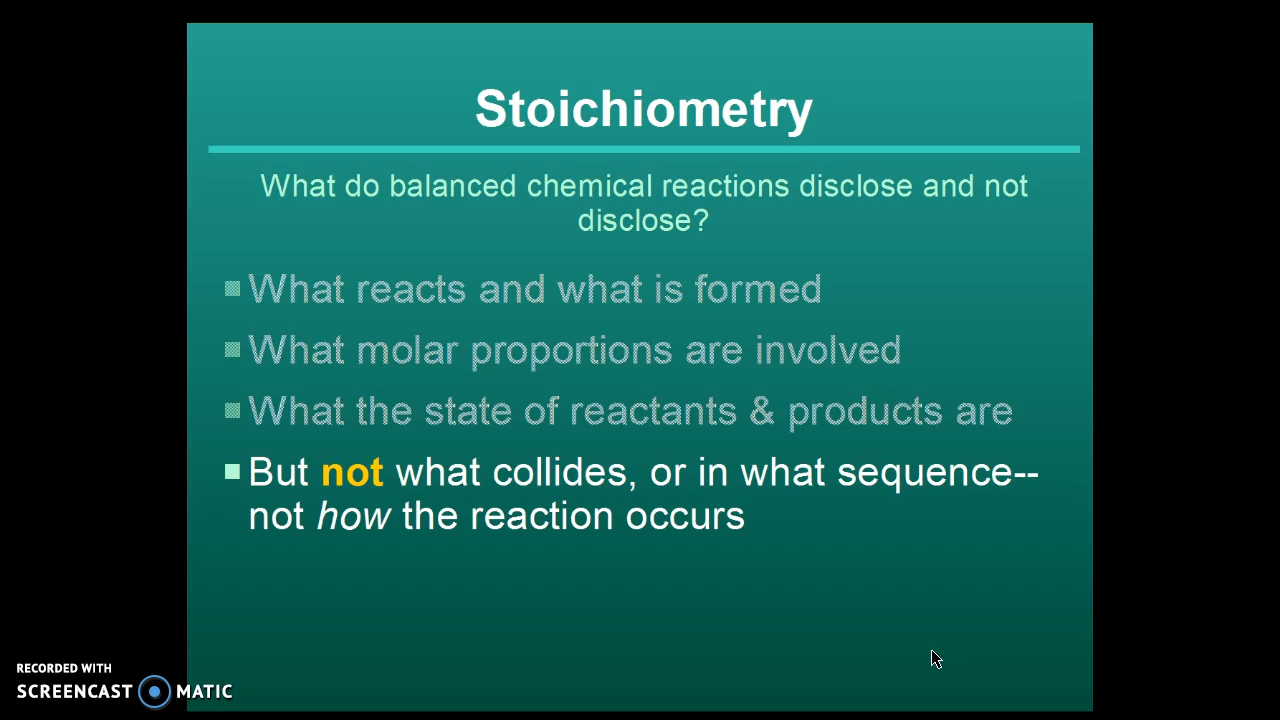 Stoichiometry
What do balanced chemical reactions disclose and not
disclose?
What reacts and what is formed
What molar proportions are involved
What the state of reactants & products are
But not what collides, or in what sequence--
not how the reaction occurs
RECORDED WITH
SCREENCAST MATIC